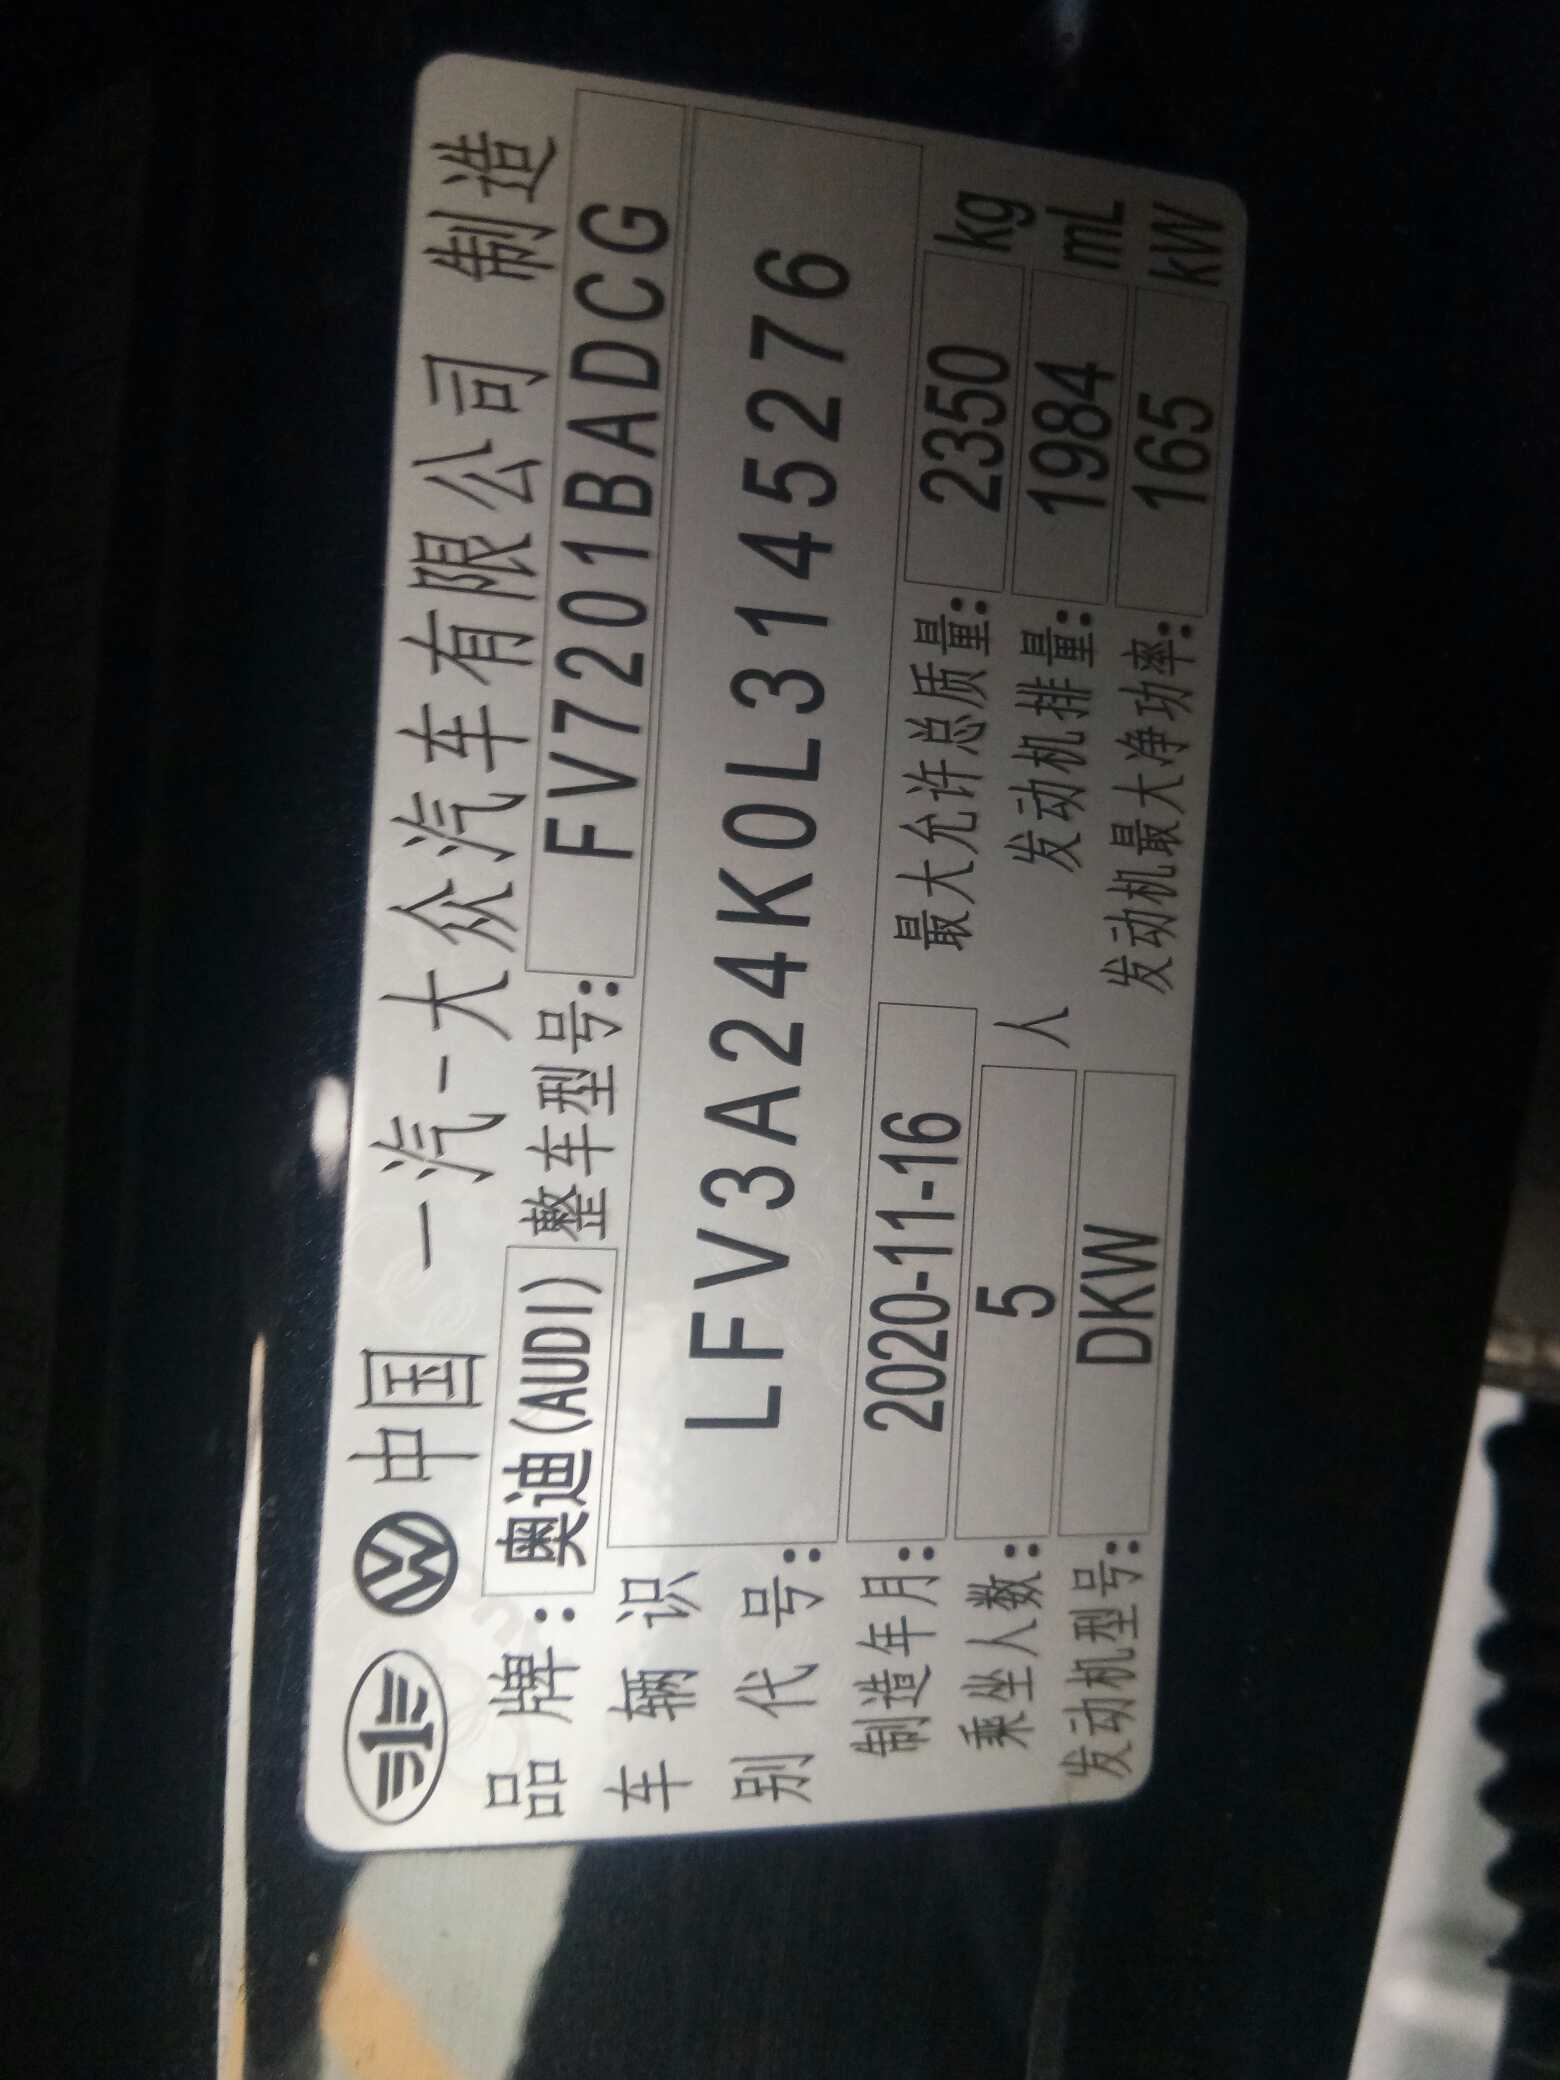 中国 一汽-大众汽车有限公司 制造
品牌: 奥迪(AUDI) 整车型号: FV7201BADCG
车辆识别代号: LFV3A24K0L3145276
制造年月: 2020-11-16 最大允许总质量: 2350 kg
乘坐人数: 5 人 发动机排量: 1984 mL
发动机型号: DKW 发动机最大净功率: 165 kW